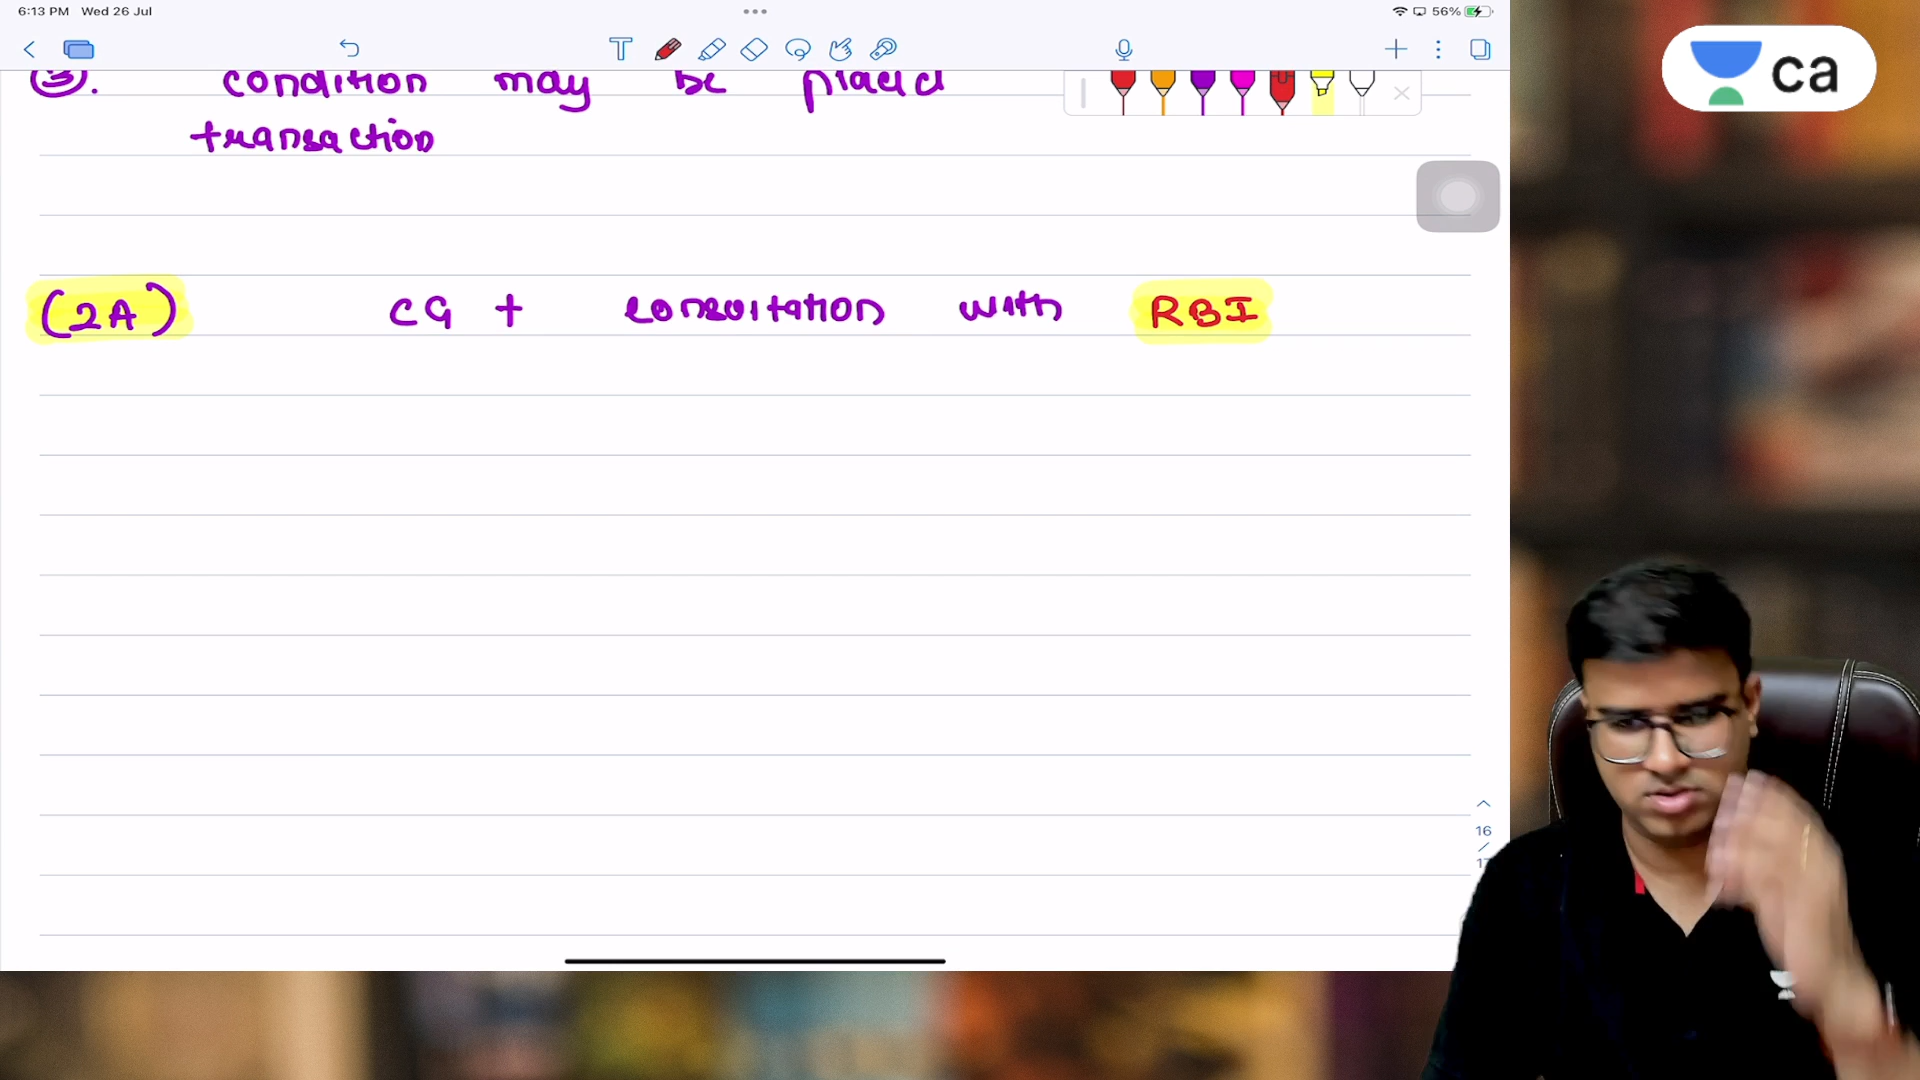 6:13 PM Wed 26 Jul
56%
ca
③. condition may be placed
transaction
(2A) CG + consultation with RBI
16
/
17